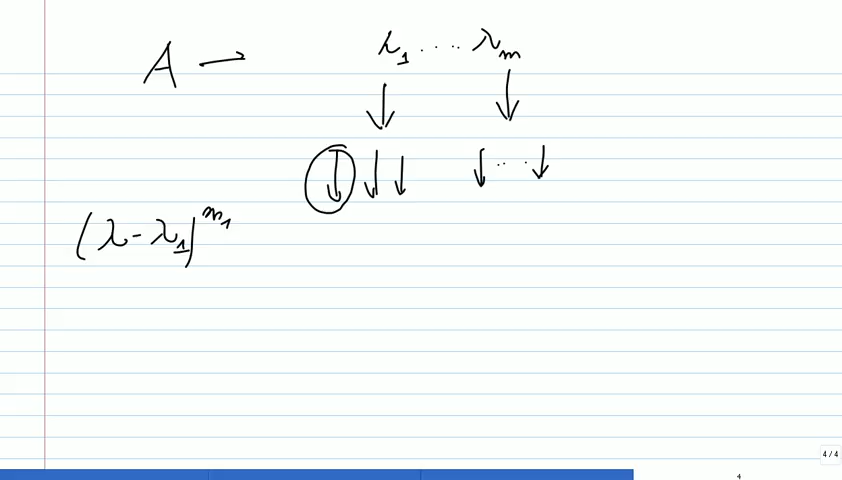 A → λ₁ .... λₘ
↓ ↓
↓ ↓ ↓ ↓ .... ↓
(λ - λ₁)^m₁
4 / 4
4